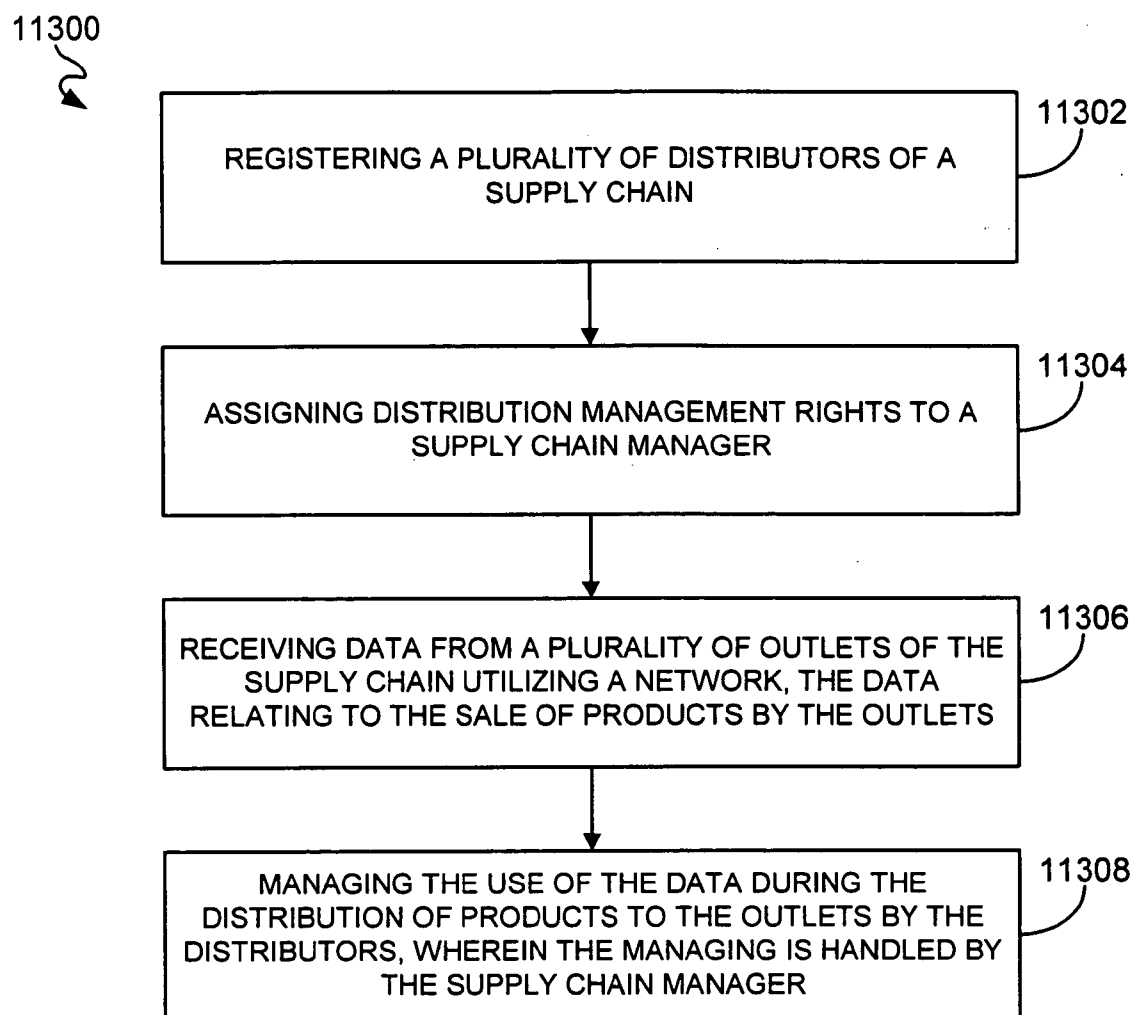 11300
11302
REGISTERING A PLURALITY OF DISTRIBUTORS OF A
SUPPLY CHAIN
11304
ASSIGNING DISTRIBUTION MANAGEMENT RIGHTS TO A
SUPPLY CHAIN MANAGER
11306
RECEIVING DATA FROM A PLURALITY OF OUTLETS OF THE
SUPPLY CHAIN UTILIZING A NETWORK, THE DATA
RELATING TO THE SALE OF PRODUCTS BY THE OUTLETS
11308
MANAGING THE USE OF THE DATA DURING THE
DISTRIBUTION OF PRODUCTS TO THE OUTLETS BY THE
DISTRIBUTORS, WHEREIN THE MANAGING IS HANDLED BY
THE SUPPLY CHAIN MANAGER